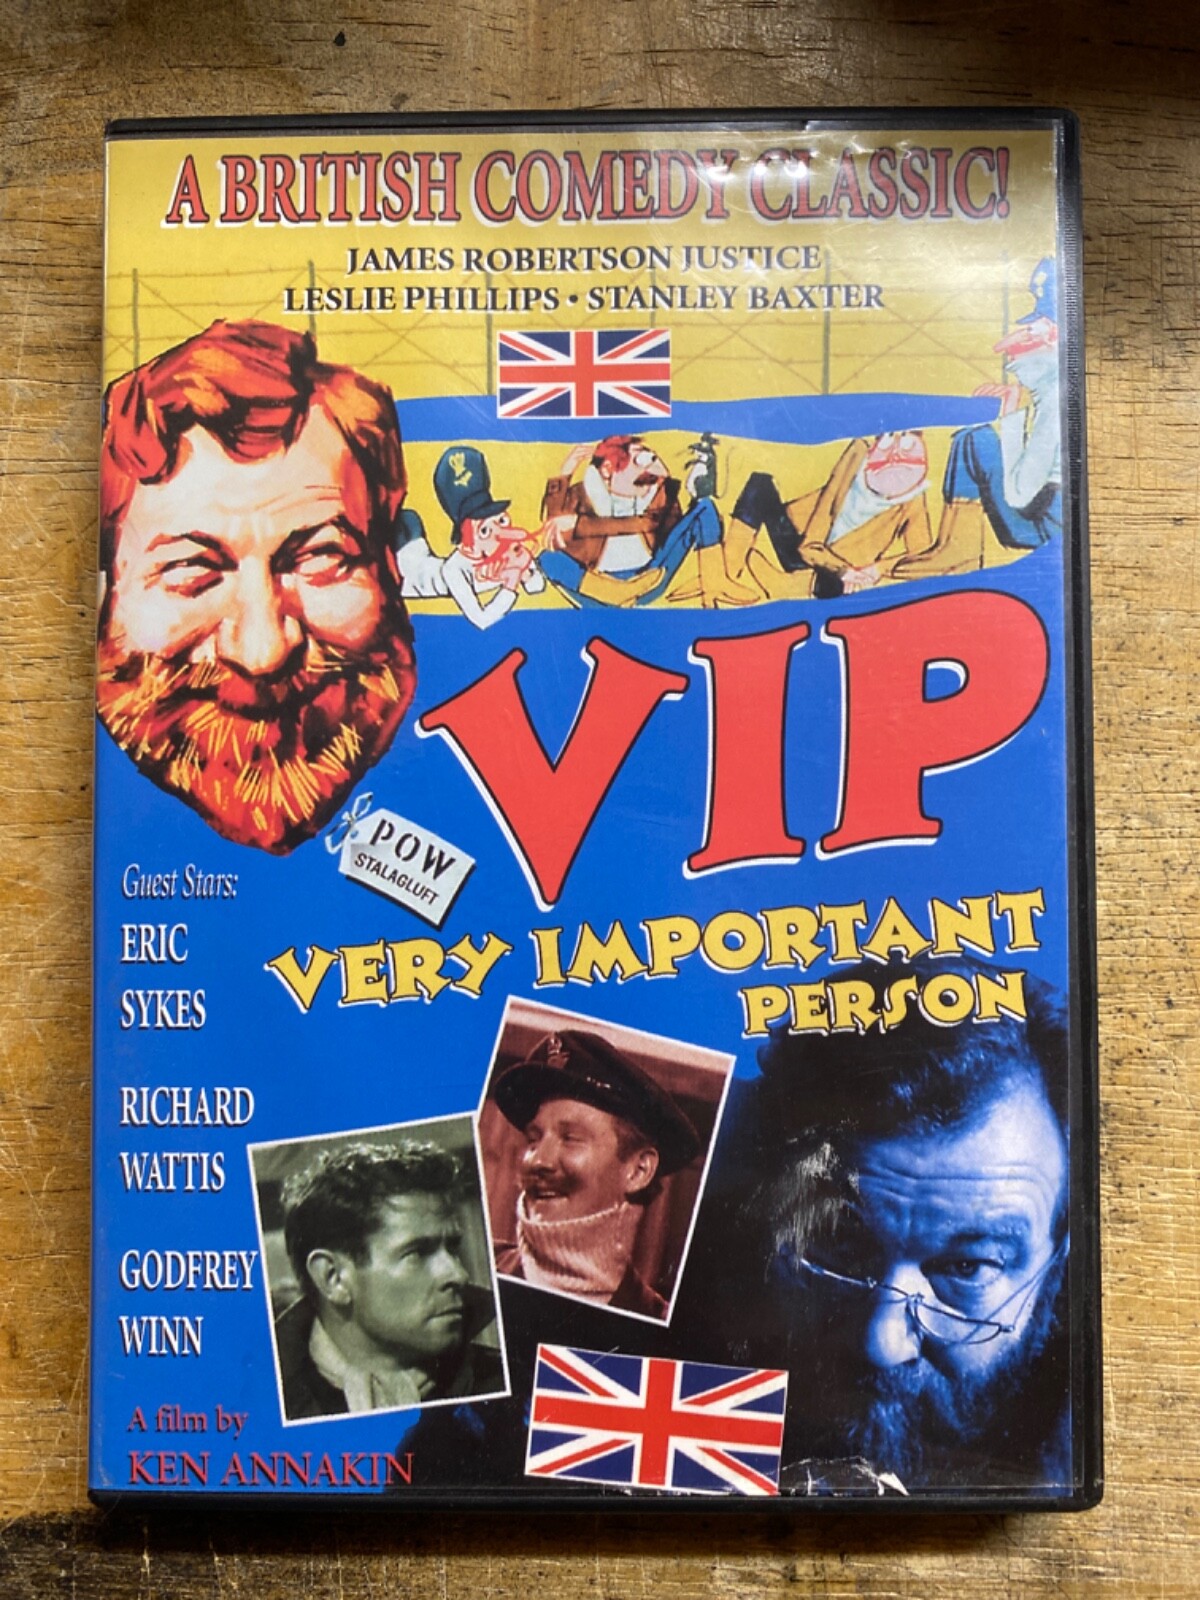 A BRITISH COMEDY CLASSIC!
JAMES ROBERTSON JUSTICE
LESLIE PHILLIPS • STANLEY BAXTER
VIP
POW
STALAGLUFT
VERY IMPORTANT
PERSON
Guest Stars:
ERIC
SYKES
RICHARD
WATTIS
GODFREY
WINN
A film by
KEN ANNAKIN